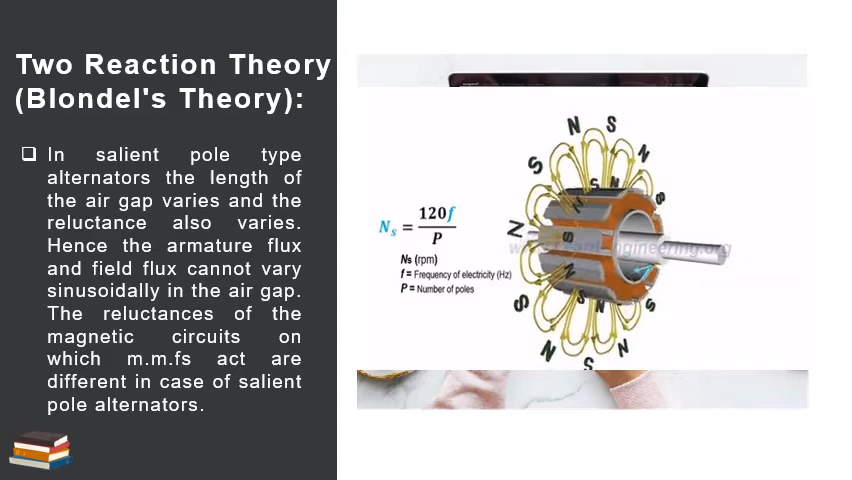 Two Reaction Theory
(Blondel's Theory):
❑ In salient pole type
alternators the length of
the air gap varies and the
reluctance also varies.
Hence the armature flux
and field flux cannot vary
sinusoidally in the air gap.
The reluctances of the
magnetic circuits on
which m.m.fs act are
different in case of salient
pole alternators.
Ns = 120f / P
Ns (rpm)
f = Frequency of electricity (Hz)
P = Number of poles
N S
S N
S N
N S
N S
N
S S
S N
N N
S